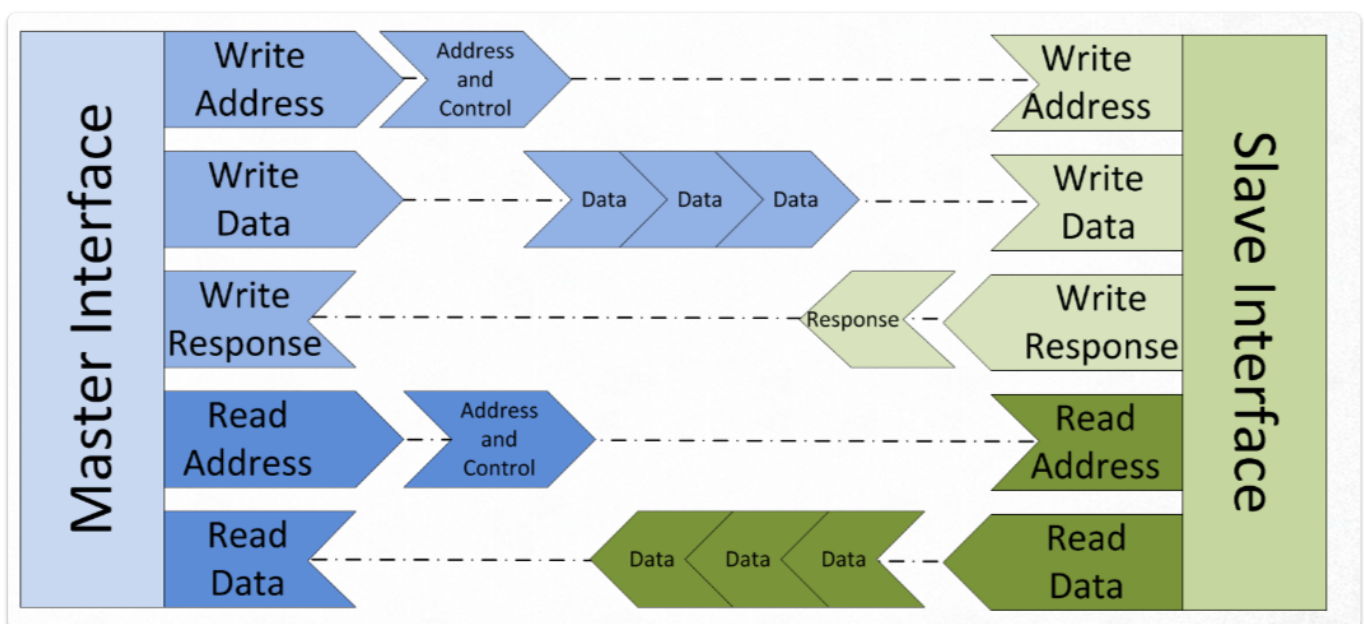 Master Interface
Write
Address
Address
and
Control
Write
Address
Write
Data
Data
Data
Data
Write
Data
Write
Response
Response
Write
Response
Read
Address
Address
and
Control
Read
Address
Read
Data
Data
Data
Data
Read
Data
Slave Interface